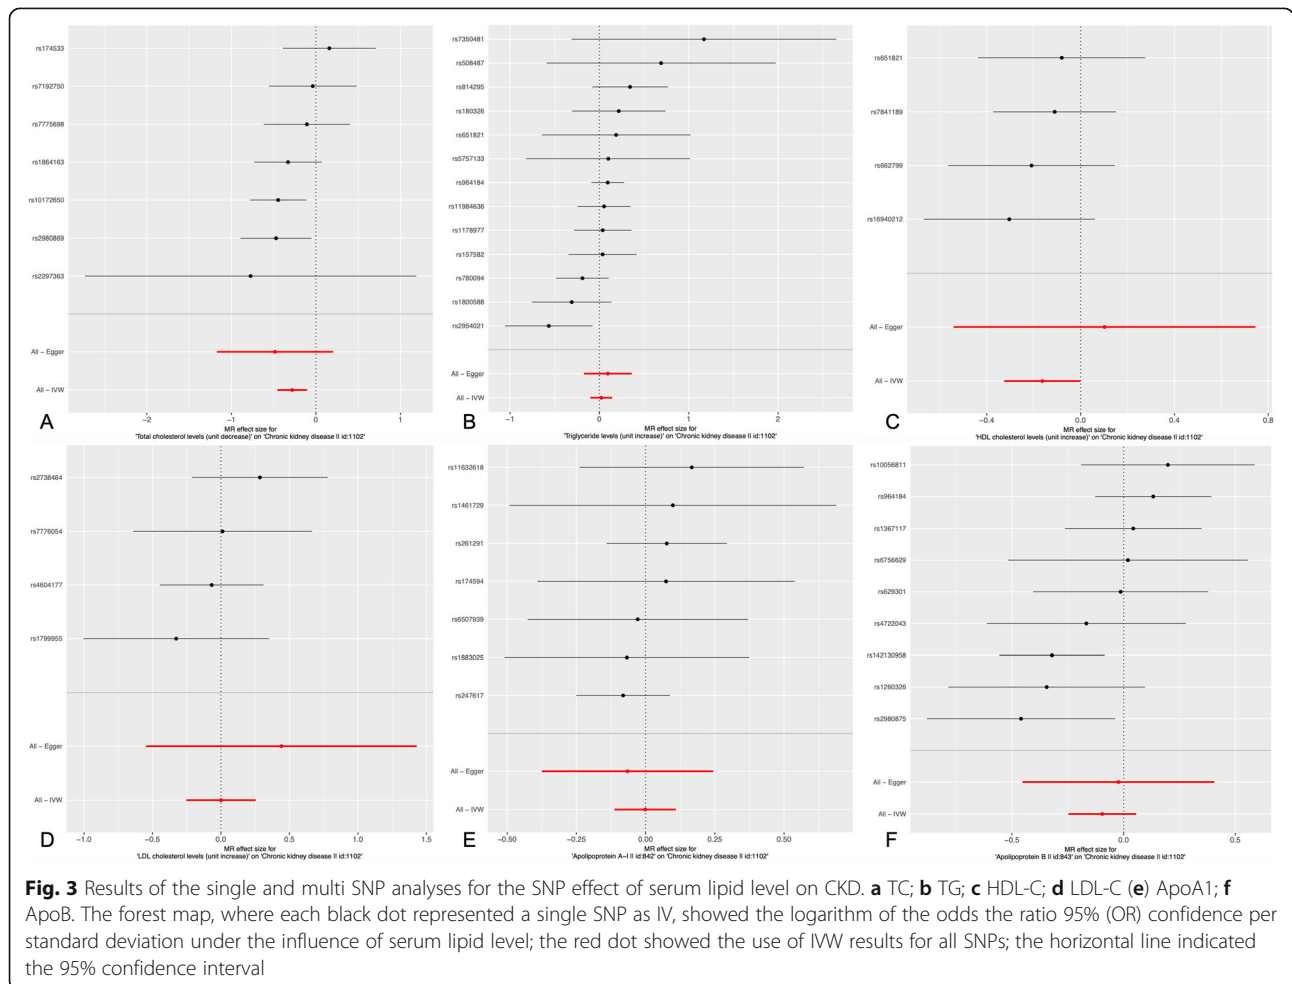 rs174533
rs7192750
rs7775698
rs1864163
rs10172650
rs2980869
rs2297363
All – Egger
All – IVW
A
−2
−1
0
1
MR effect size for
'Total cholesterol levels (unit decrease)' on 'Chronic kidney disease II id:1102'
rs7350481
rs508487
rs814295
rs180326
rs651821
rs5757133
rs964184
rs11984636
rs1178977
rs157582
rs780094
rs1800588
rs2954021
All – Egger
All – IVW
B
−1
0
1
2
MR effect size for
'Triglyceride levels (unit increase)' on 'Chronic kidney disease II id:1102'
rs651821
rs7841189
rs662799
rs16940212
All – Egger
All – IVW
C
−0.4
0.0
0.4
0.8
MR effect size for
'HDL cholesterol levels (unit increase)' on 'Chronic kidney disease II id:1102'
rs2738464
rs7776054
rs4604177
rs1799955
All – Egger
All – IVW
D
−1.0
−0.5
0.0
0.5
1.0
1.5
MR effect size for
'LDL cholesterol levels (unit increase)' on 'Chronic kidney disease II id:1102'
rs11632618
rs1461729
rs261291
rs174594
rs6507939
rs1883025
rs247617
All – Egger
All – IVW
E
−0.50
−0.25
0.00
0.25
0.50
MR effect size for
'Apolipoprotein A−I II id:842' on 'Chronic kidney disease II id:1102'
rs10056811
rs964184
rs1367117
rs6756629
rs629301
rs4722043
rs142130958
rs1260326
rs2980875
All – Egger
All – IVW
F
−0.5
0.0
0.5
MR effect size for
'Apolipoprotein B II id:843' on 'Chronic kidney disease II id:1102'
Fig. 3 Results of the single and multi SNP analyses for the SNP effect of serum lipid level on CKD. a TC; b TG; c HDL-C; d LDL-C (e) ApoA1; f
ApoB. The forest map, where each black dot represented a single SNP as IV, showed the logarithm of the odds the ratio 95% (OR) confidence per
standard deviation under the influence of serum lipid level; the red dot showed the use of IVW results for all SNPs; the horizontal line indicated
the 95% confidence interval